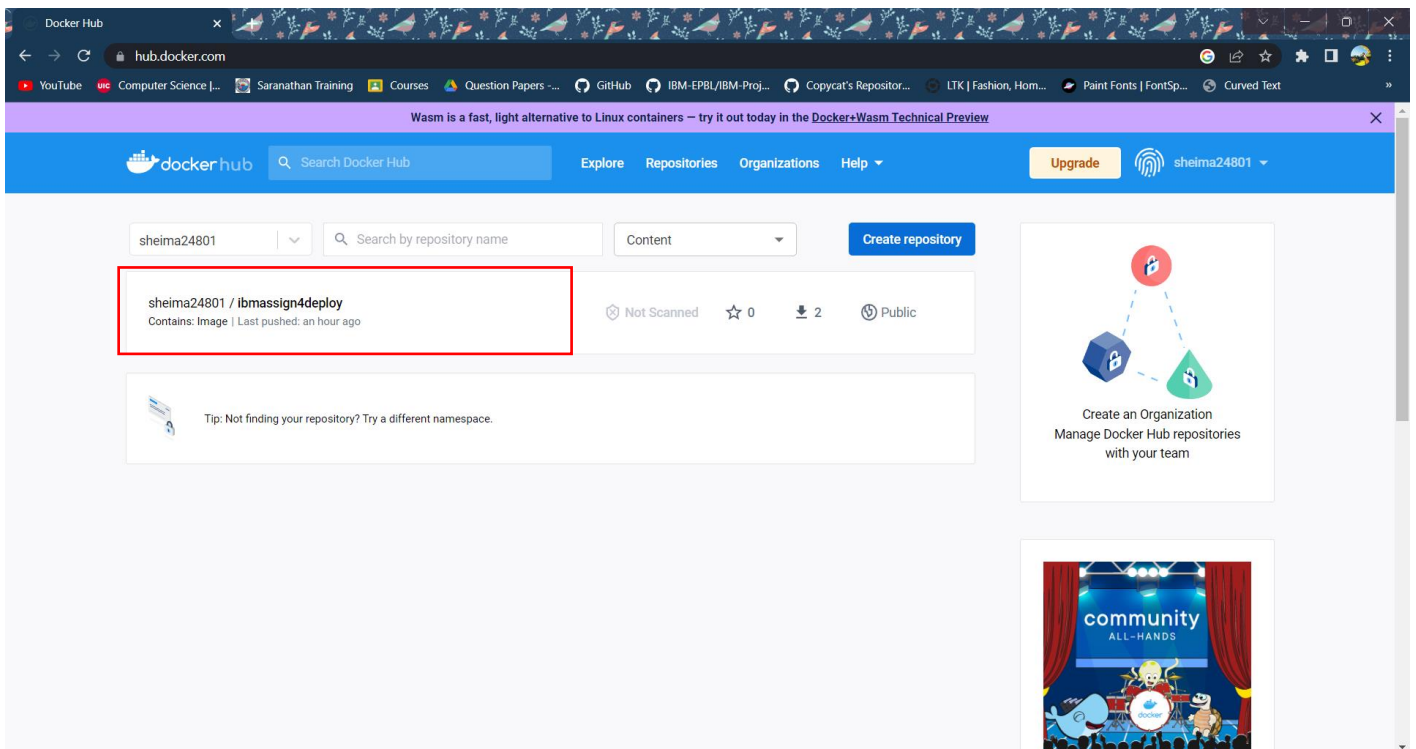 Docker Hub
hub.docker.com
YouTube
Computer Science |...
Saranathan Training
Courses
Question Papers -...
GitHub
IBM-EPBL/IBM-Proj...
Copycat's Repositor...
LTK | Fashion, Hom...
Paint Fonts | FontSp...
Curved Text
»
Wasm is a fast, light alternative to Linux containers — try it out today in the Docker+Wasm Technical Preview
docker hub
Search Docker Hub
Explore
Repositories
Organizations
Help
Upgrade
sheima24801
sheima24801
Search by repository name
Content
Create repository
sheima24801 / ibmassign4deploy
Contains: Image | Last pushed: an hour ago
Not Scanned
0
2
Public
Tip: Not finding your repository? Try a different namespace.
Create an Organization
Manage Docker Hub repositories
with your team
community
ALL-HANDS
docker